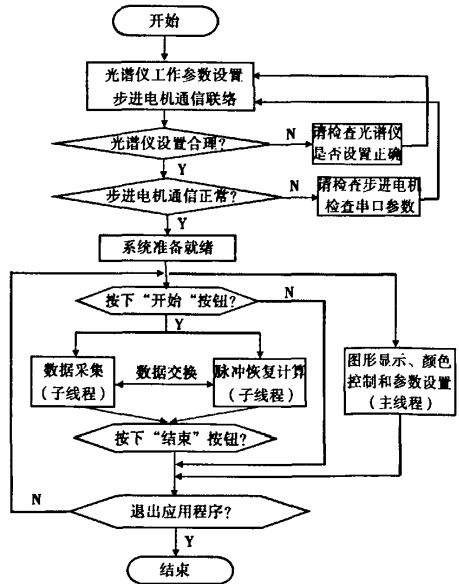 开始
光谱仪工作参数设置
步进电机通信联络
光谱仪设置合理?
N
请检查光谱仪
是否设置正确
Y
步进电机通信正常?
N
请检查步进电机
检查串口参数
Y
系统准备就绪
按下“开始“按钮?
N
Y
数据采集
(子线程)
数据交换
脉冲恢复计算
(子线程)
图形显示、颜色
控制和参数设置
(主线程)
按下“结束”按钮?
N
退出应用程序?
Y
结束